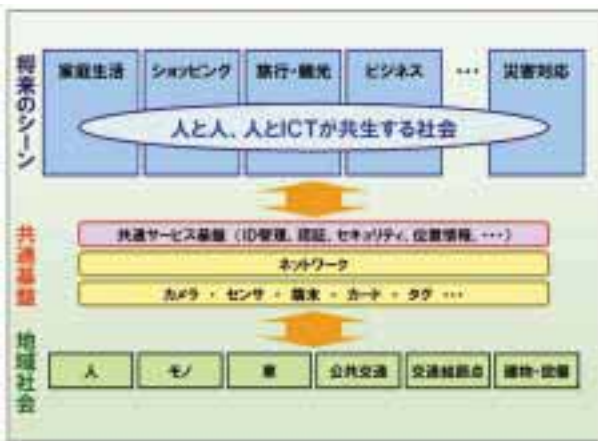 将来のシーン
家庭生活 ショッピング 旅行・観光 ビジネス … 災害対応
人と人、人とICTが共生する社会
共通基盤
共通サービス基盤（ID管理、認証、セキュリティ、位置情報、…）
ネットワーク
カメラ・センサ・端末・カード・タグ …
地域社会
人 モノ 車 公共交通 交通結節点 建物・設備